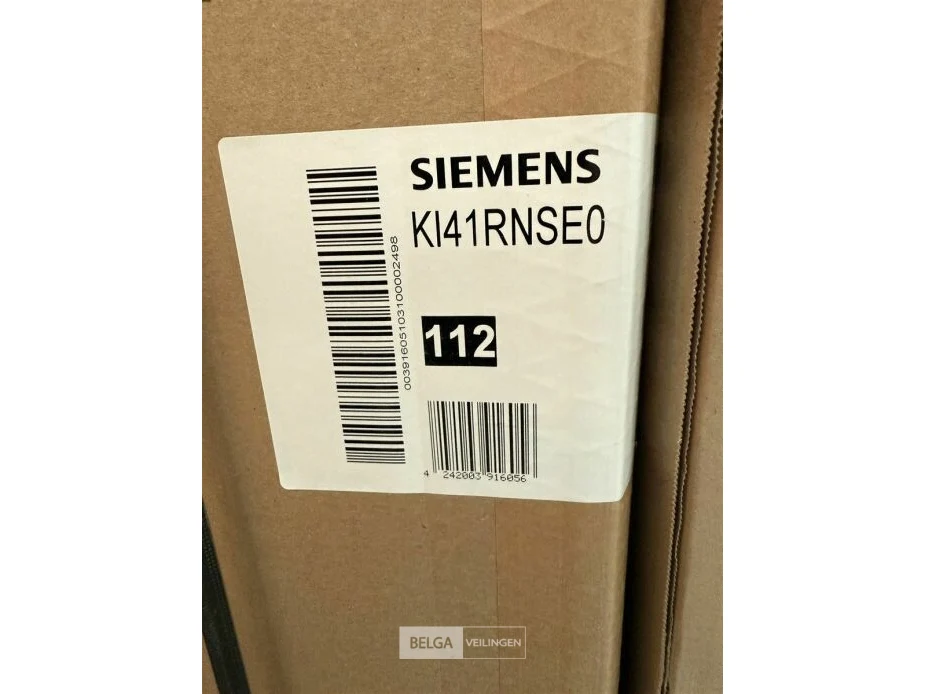 SIEMENS
KI41RNSE0
00391605103100002498
112
4 242003 916056
BELGA VEILINGEN